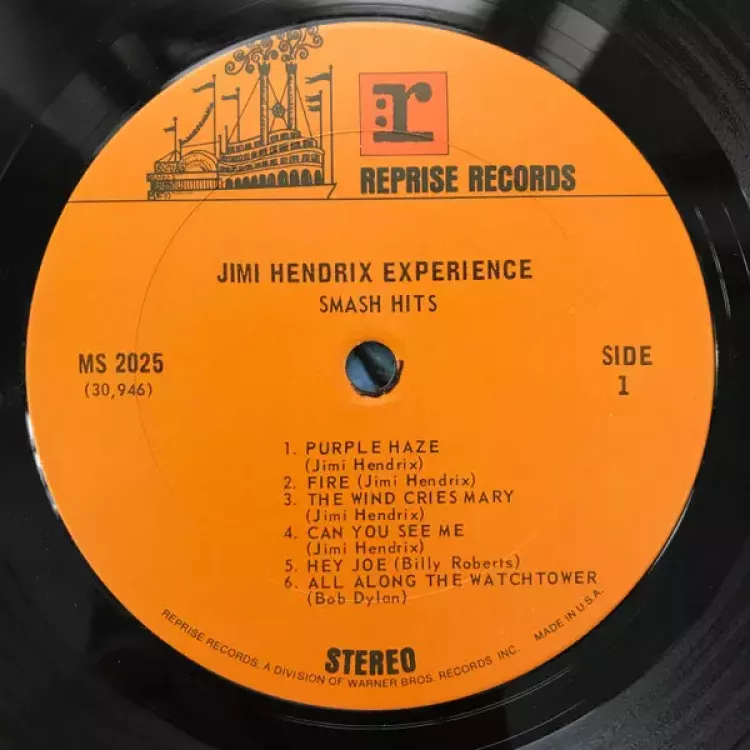 r
REPRISE RECORDS
JIMI HENDRIX EXPERIENCE
SMASH HITS
MS 2025
(30,946)
SIDE
1
1. PURPLE HAZE
(Jimi Hendrix)
2. FIRE (Jimi Hendrix)
3. THE WIND CRIES MARY
(Jimi Hendrix)
4. CAN YOU SEE ME
(Jimi Hendrix)
5. HEY JOE (Billy Roberts)
6. ALL ALONG THE WATCHTOWER
(Bob Dylan)
STEREO
REPRISE RECORDS, A DIVISION OF WARNER BROS. RECORDS, INC. MADE IN U.S.A.